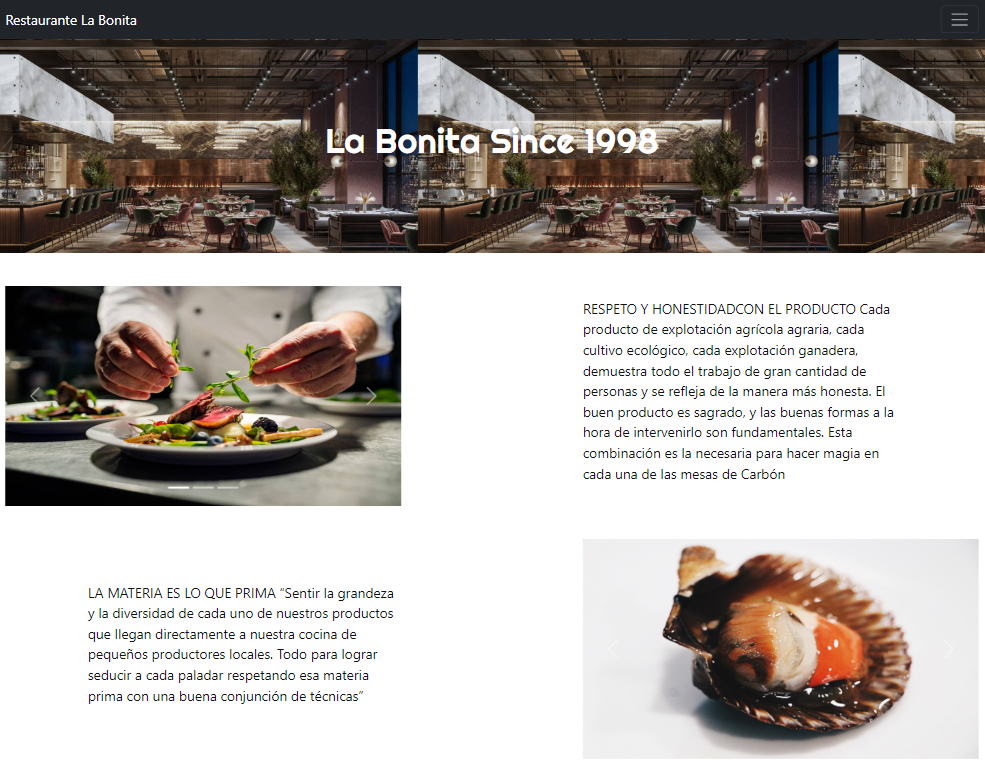 Restaurante La Bonita
La Bonita Since 1998
RESPETO Y HONESTIDADCON EL PRODUCTO Cada
producto de explotación agrícola agraria, cada
cultivo ecológico, cada explotación ganadera,
demuestra todo el trabajo de gran cantidad de
personas y se refleja de la manera más honesta. El
buen producto es sagrado, y las buenas formas a la
hora de intervenirlo son fundamentales. Esta
combinación es la necesaria para hacer magia en
cada una de las mesas de Carbón
LA MATERIA ES LO QUE PRIMA “Sentir la grandeza
y la diversidad de cada uno de nuestros productos
que llegan directamente a nuestra cocina de
pequeños productores locales. Todo para lograr
seducir a cada paladar respetando esa materia
prima con una buena conjunción de técnicas”